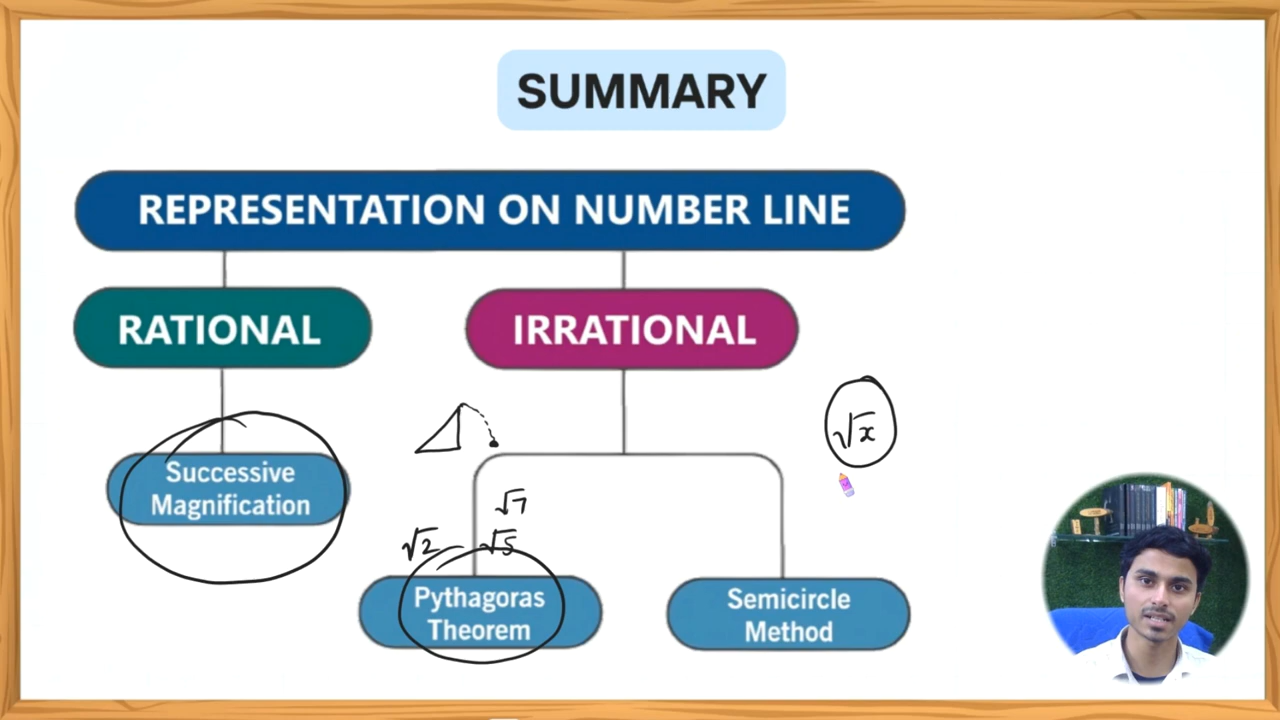 SUMMARY
REPRESENTATION ON NUMBER LINE
RATIONAL
IRRATIONAL
√x
Successive
Magnification
√7
√2 √5
Pythagoras
Theorem
Semicircle
Method